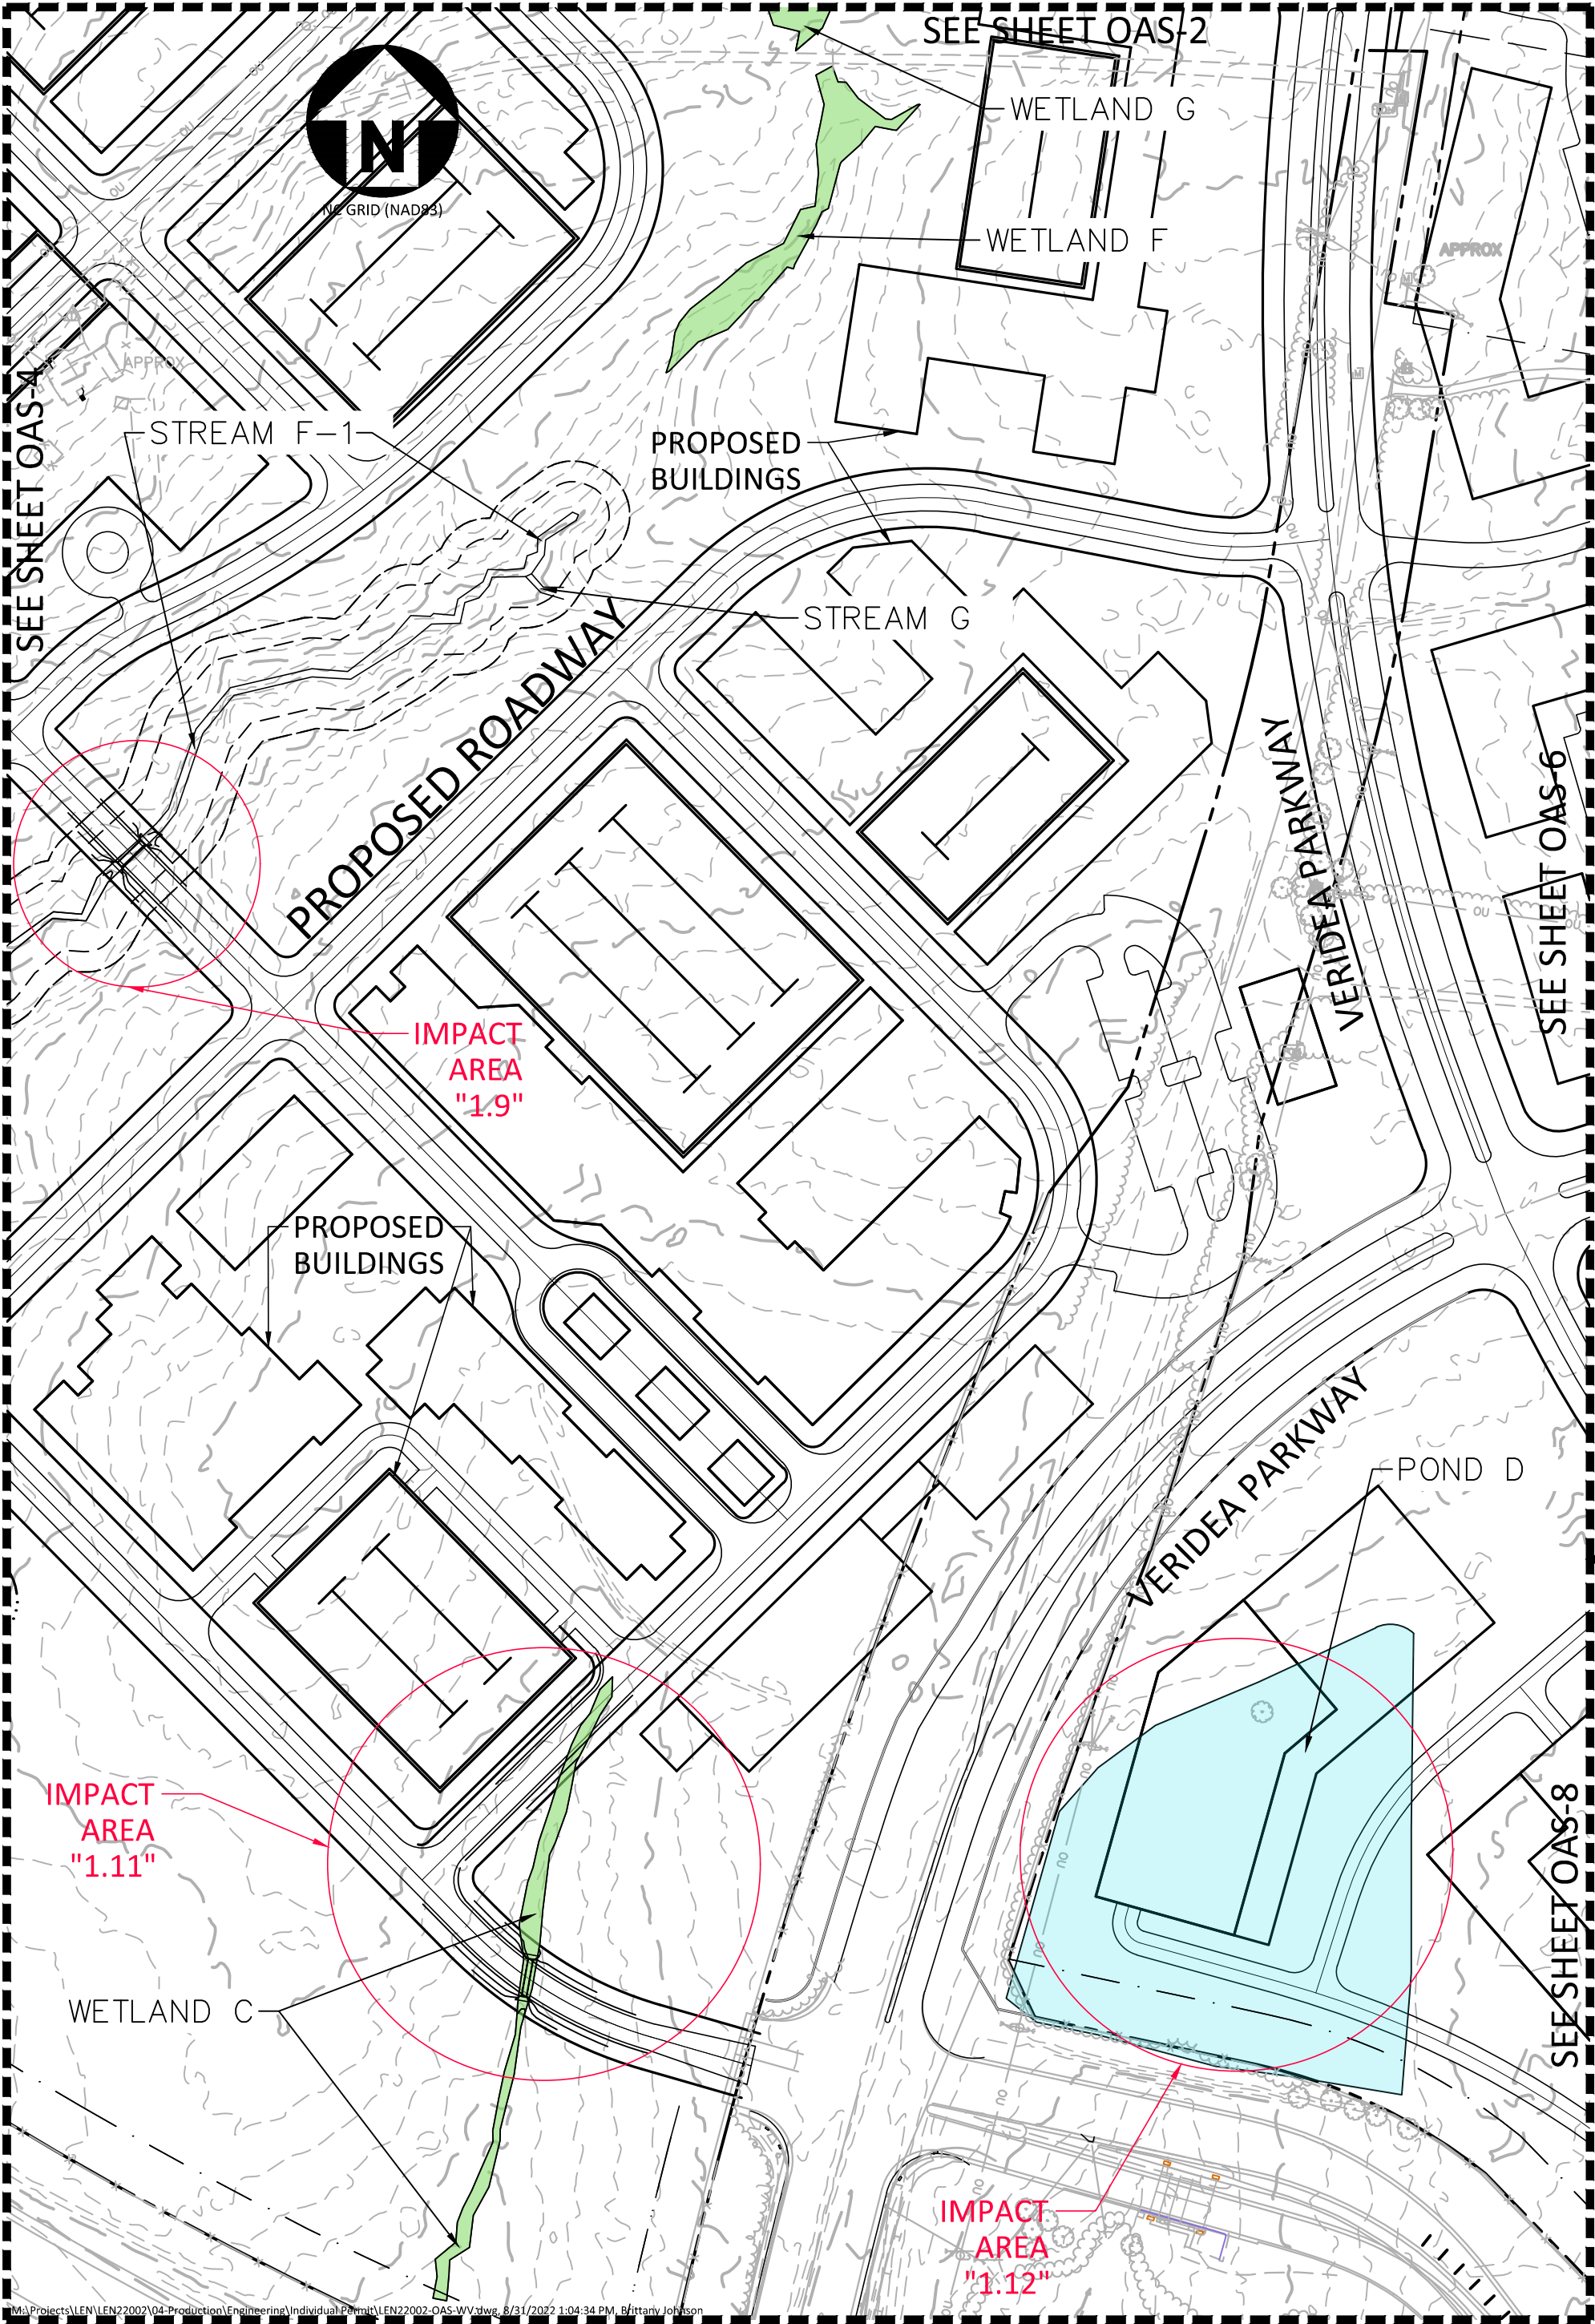 SEE SHEET OAS-2
WETLAND G
N
NC GRID (NAD83)
WETLAND F
APPROX
APPROX
SEE SHEET OAS-4
STREAM F-1
PROPOSED
BUILDINGS
STREAM G
PROPOSED ROADWAY
VERIDEA PARKWAY
SEE SHEET OAS-6
OU
IMPACT
AREA
"1.9"
PROPOSED
BUILDINGS
VERIDEA PARKWAY
POND D
IMPACT
AREA
"1.11"
SEE SHEET OAS-8
WETLAND C
IMPACT
AREA
"1.12"
M:\Projects\LEN\LEN22002\04-Production\Engineering\Individual Permit\LEN22002-OAS-WV.dwg, 8/31/2022 1:04:34 PM, Brittany Johnson